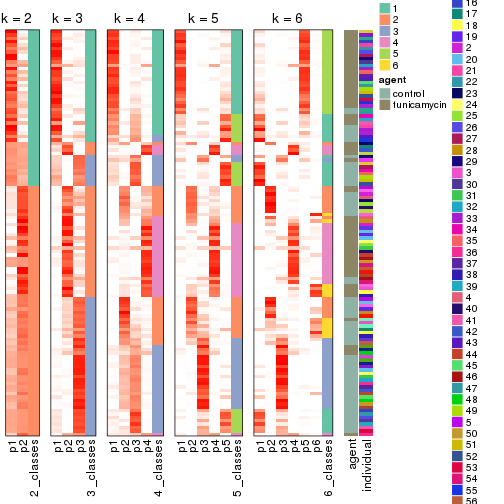 k = 2
k = 3
k = 4
k = 5
k = 6
p1
p2
2_classes
p1
p2
p3
3_classes
p1
p2
p3
p4
4_classes
p1
p2
p3
p4
p5
5_classes
p1
p2
p3
p4
p5
p6
6_classes
agent
individual
1
2
3
4
5
6
agent
control
tunicamycin
16
17
18
19
2
20
21
22
23
24
25
26
27
28
29
3
30
31
32
33
34
35
36
37
38
39
4
40
41
42
43
44
45
46
47
48
49
5
50
51
52
53
54
55
56